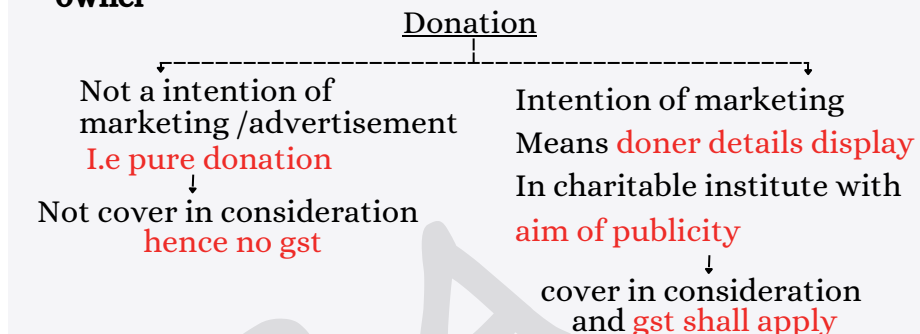 owner
Donation
Not a intention of
marketing /advertisement
I.e pure donation
Not cover in consideration
hence no gst
Intention of marketing
Means doner details display
In charitable institute with
aim of publicity
cover in consideration
and gst shall apply